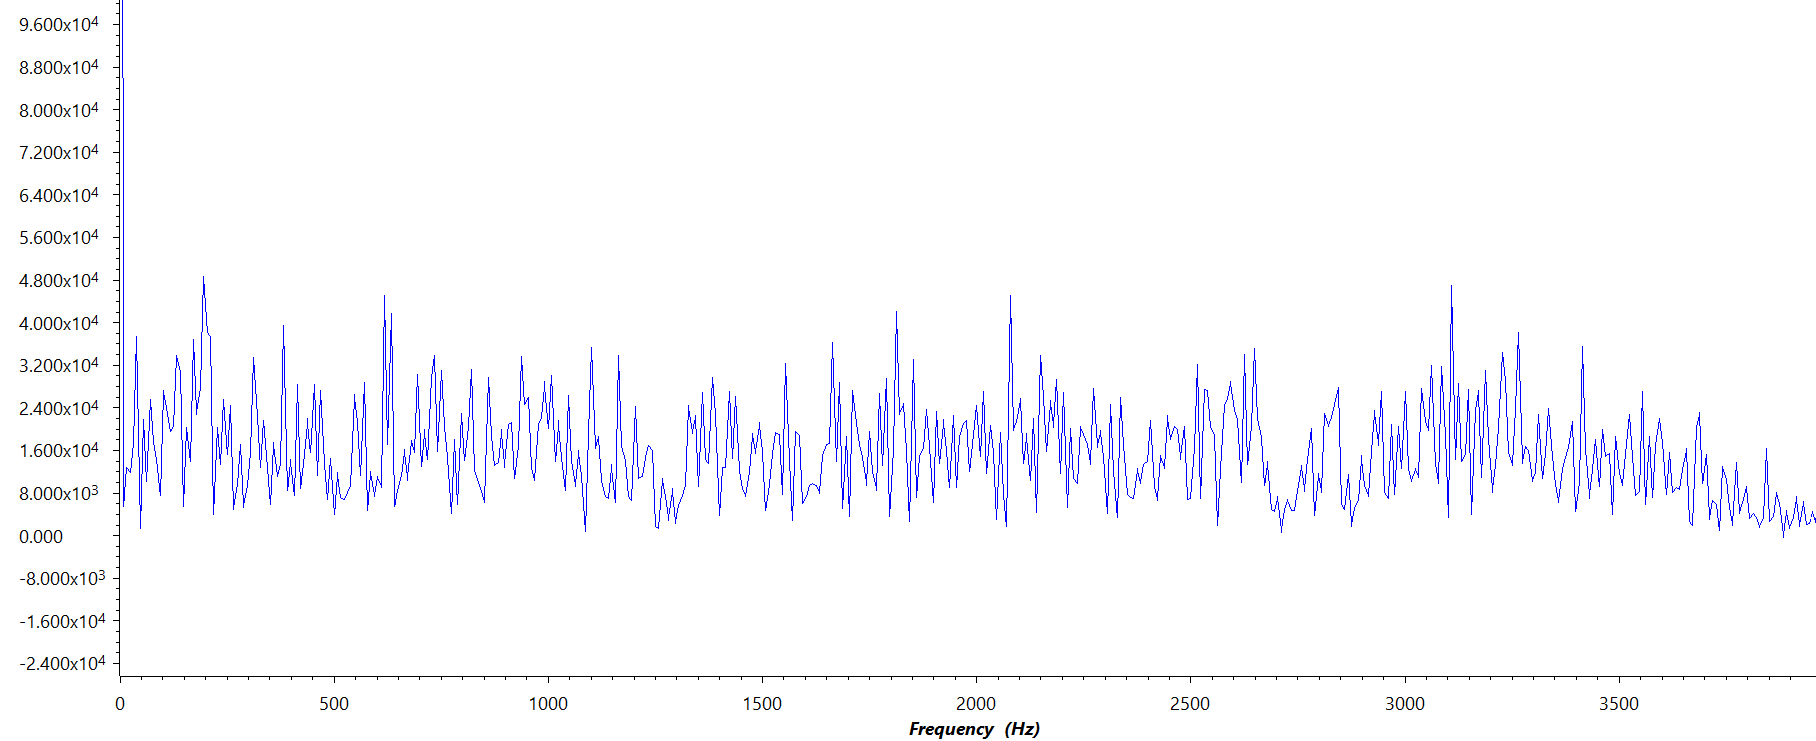 9.600x10⁴
8.800x10⁴
8.000x10⁴
7.200x10⁴
6.400x10⁴
5.600x10⁴
4.800x10⁴
4.000x10⁴
3.200x10⁴
2.400x10⁴
1.600x10⁴
8.000x10³
0.000
-8.000x10³
-1.600x10⁴
-2.400x10⁴
0 500 1000 1500 2000 2500 3000 3500
Frequency (Hz)